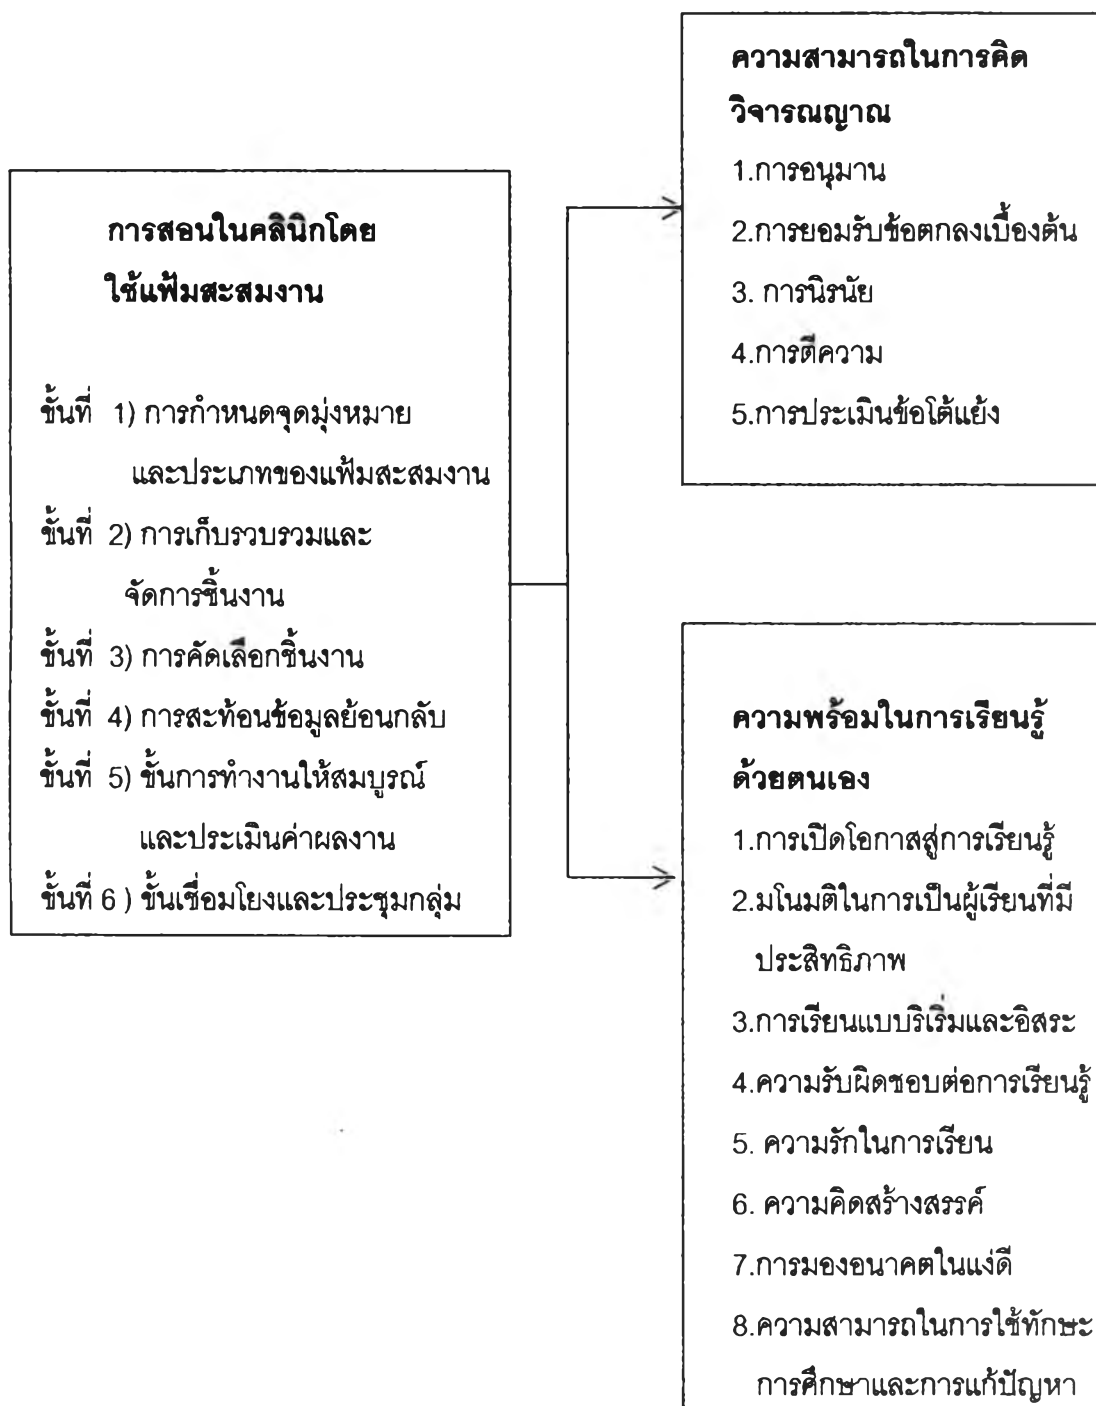 การสอนในคลินิกโดย
ใช้แฟ้มสะสมงาน
ขั้นที่ 1) การกำหนดจุดมุ่งหมาย
และประเภทของแฟ้มสะสมงาน
ขั้นที่ 2) การเก็บรวบรวมและ
จัดการชิ้นงาน
ขั้นที่ 3) การคัดเลือกชิ้นงาน
ขั้นที่ 4) การสะท้อนข้อมูลย้อนกลับ
ขั้นที่ 5) ขั้นการทำงานให้สมบูรณ์
และประเมินค่าผลงาน
ขั้นที่ 6 ) ขั้นเชื่อมโยงและประชุมกลุ่ม
ความสามารถในการคิด
วิจารณญาณ
1.การอนุมาน
2.การยอมรับข้อตกลงเบื้องต้น
3. การนิรนัย
4.การตีความ
5.การประเมินข้อโต้แย้ง
ความพร้อมในการเรียนรู้
ด้วยตนเอง
1.การเปิดโอกาสสู่การเรียนรู้
2.มโนมติในการเป็นผู้เรียนที่มี
ประสิทธิภาพ
3.การเรียนแบบริเริ่มและอิสระ
4.ความรับผิดชอบต่อการเรียนรู้
5. ความรักในการเรียน
6. ความคิดสร้างสรรค์
7.การมองอนาคตในแง่ดี
8.ความสามารถในการใช้ทักษะ
การศึกษาและการแก้ปัญหา